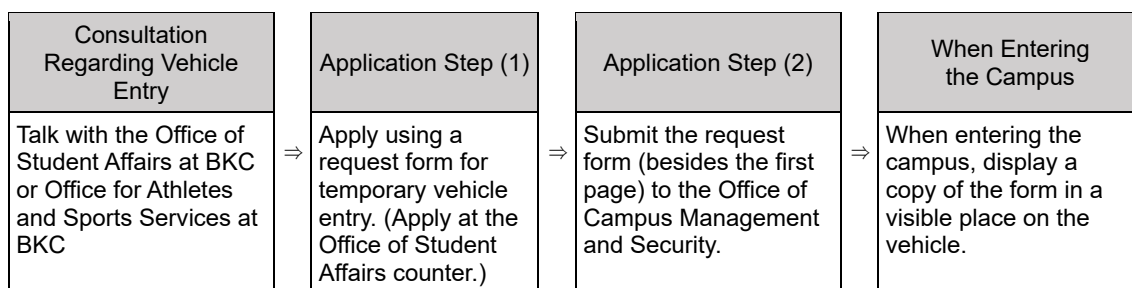 Consultation
Regarding Vehicle
Entry
Talk with the Office of
Student Affairs at BKC
or Office for Athletes
and Sports Services at
BKC
⇒
Application Step (1)
Apply using a
request form for
temporary vehicle
entry. (Apply at the
Office of Student
Affairs counter.)
⇒
Application Step (2)
Submit the request
form (besides the first
page) to the Office of
Campus Management
and Security.
⇒
When Entering
the Campus
When entering the
campus, display a
copy of the form in a
visible place on the
vehicle.